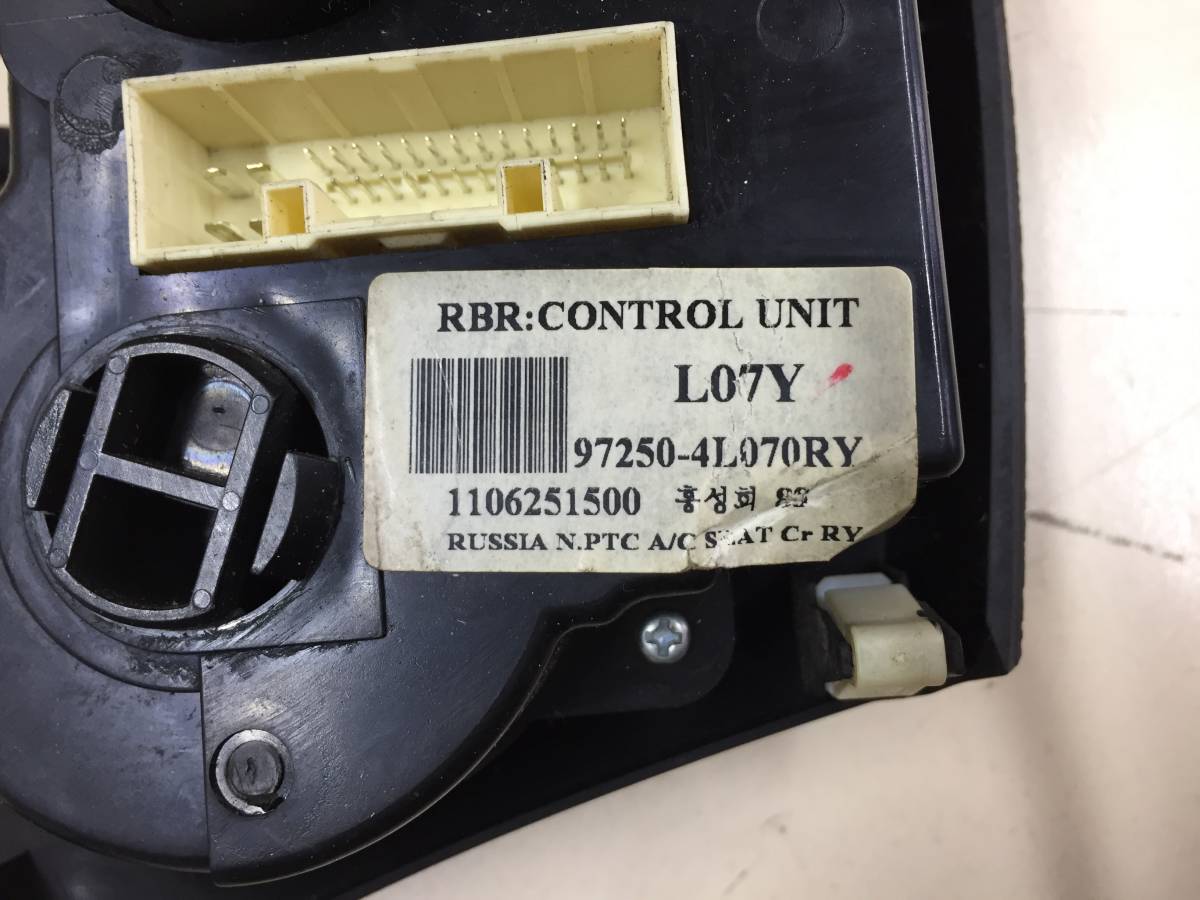 RBR:CONTROL UNIT
L07Y
97250-4L070RY
1106251500 홍성희
RUSSIA N.PTC A/C SEAT Cr RY